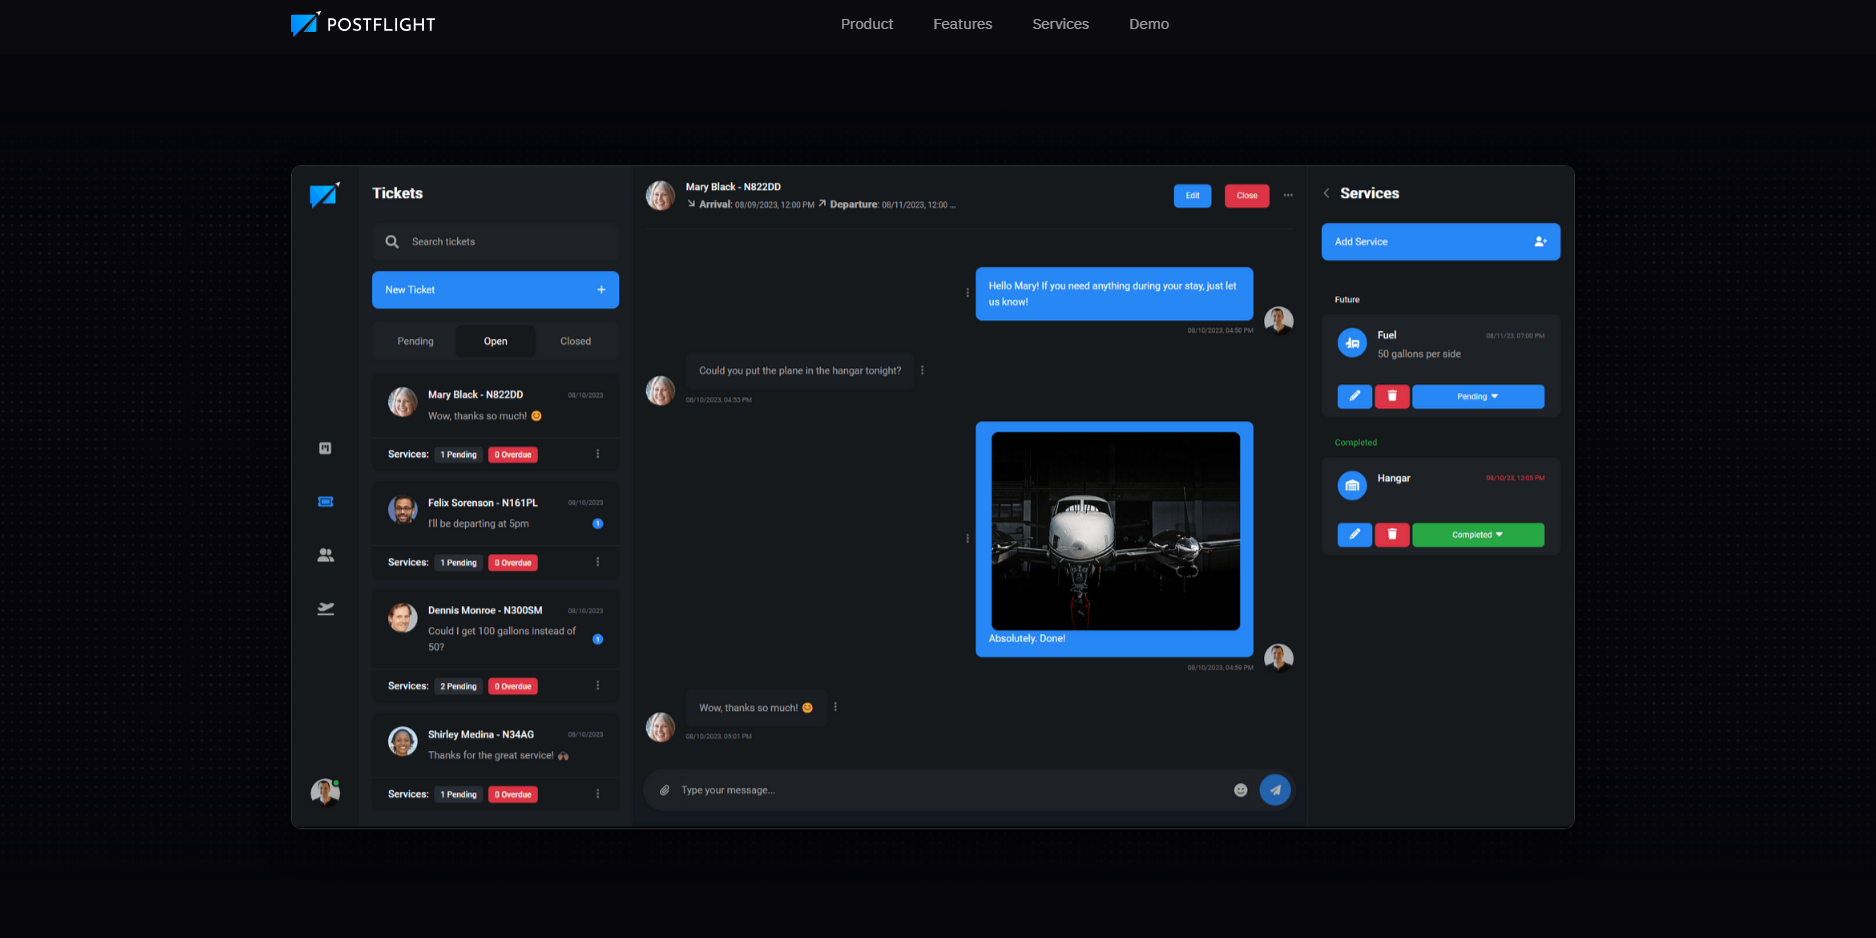 POSTFLIGHT
Product
Features
Services
Demo
Tickets
Search tickets
New Ticket
Pending
Open
Closed
Mary Black - N822DD
08/10/2023
Wow, thanks so much! 😊
Services:
1 Pending
0 Overdue
Felix Sorenson - N161PL
08/10/2023
I'll be departing at 5pm
1
Services:
1 Pending
0 Overdue
Dennis Monroe - N300SM
08/10/2023
Could I get 100 gallons instead of
50?
1
Services:
2 Pending
0 Overdue
Shirley Medina - N34AG
08/10/2023
Thanks for the great service! 🙌🏾
Services:
1 Pending
0 Overdue
Mary Black - N822DD
Arrival: 08/09/2023, 12:00 PM Departure: 08/11/2023, 12:00 ...
Edit
Close
Hello Mary! If you need anything during your stay, just let
us know!
08/10/2023, 04:50 PM
Could you put the plane in the hangar tonight?
08/10/2023, 04:53 PM
Absolutely. Done!
08/10/2023, 04:59 PM
Wow, thanks so much! 😊
08/10/2023, 05:01 PM
Type your message...
Services
Add Service
Future
Fuel
08/11/23, 07:00 PM
50 gallons per side
Pending
Completed
Hangar
08/10/23, 12:05 PM
Completed